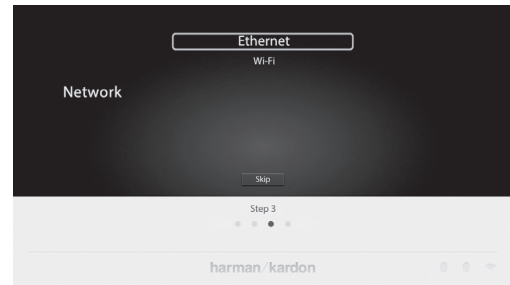 Ethernet
Wi-Fi
Network
Skip
Step 3
harman/kardon